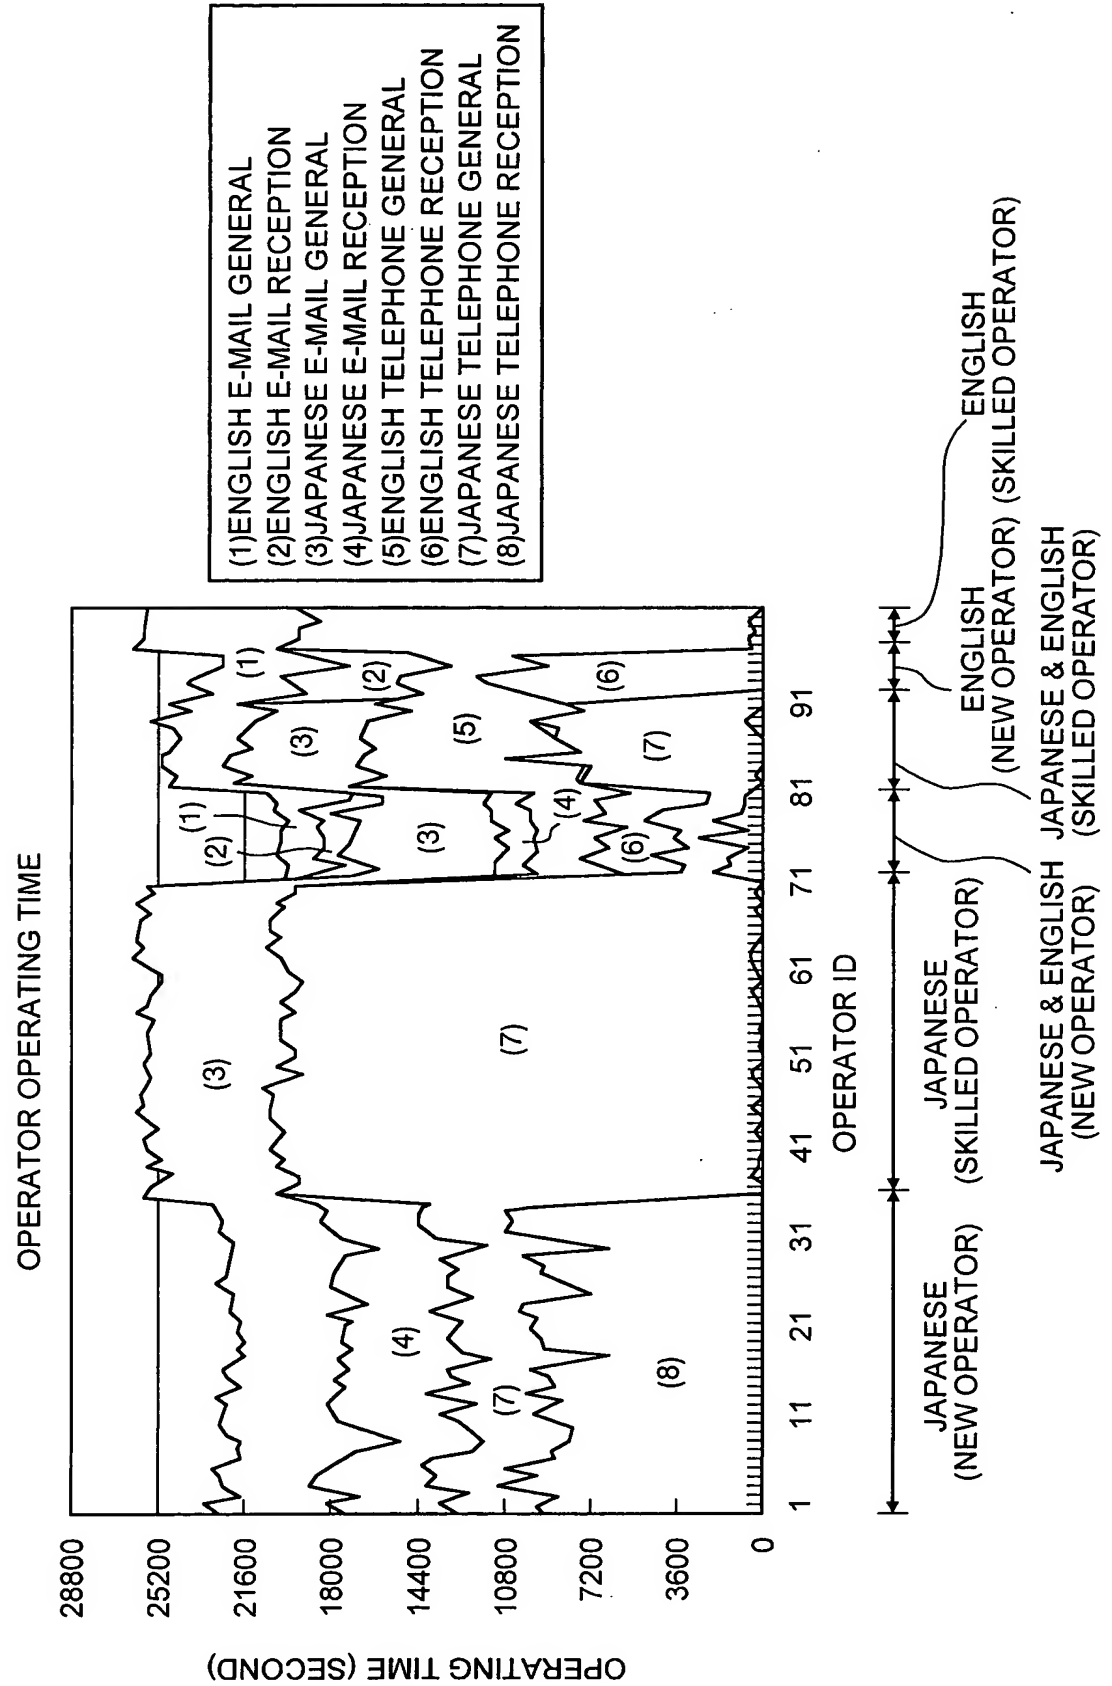 OPERATOR OPERATING TIME
OPERATING TIME (SECOND)
28800
25200
21600
18000
14400
10800
7200
3600
0
1
11
21
31
41
51
61
71
81
91
OPERATOR ID
(4)
(7)
(8)
(3)
(7)
(1)
(2)
(3)
(4)
(6)
(3)
(5)
(7)
(1)
(2)
(6)
(1)ENGLISH E-MAIL GENERAL
(2)ENGLISH E-MAIL RECEPTION
(3)JAPANESE E-MAIL GENERAL
(4)JAPANESE E-MAIL RECEPTION
(5)ENGLISH TELEPHONE GENERAL
(6)ENGLISH TELEPHONE RECEPTION
(7)JAPANESE TELEPHONE GENERAL
(8)JAPANESE TELEPHONE RECEPTION
JAPANESE
(NEW OPERATOR)
JAPANESE
(SKILLED OPERATOR)
JAPANESE & ENGLISH
(NEW OPERATOR)
JAPANESE & ENGLISH
(SKILLED OPERATOR)
ENGLISH
(NEW OPERATOR)
ENGLISH
(SKILLED OPERATOR)